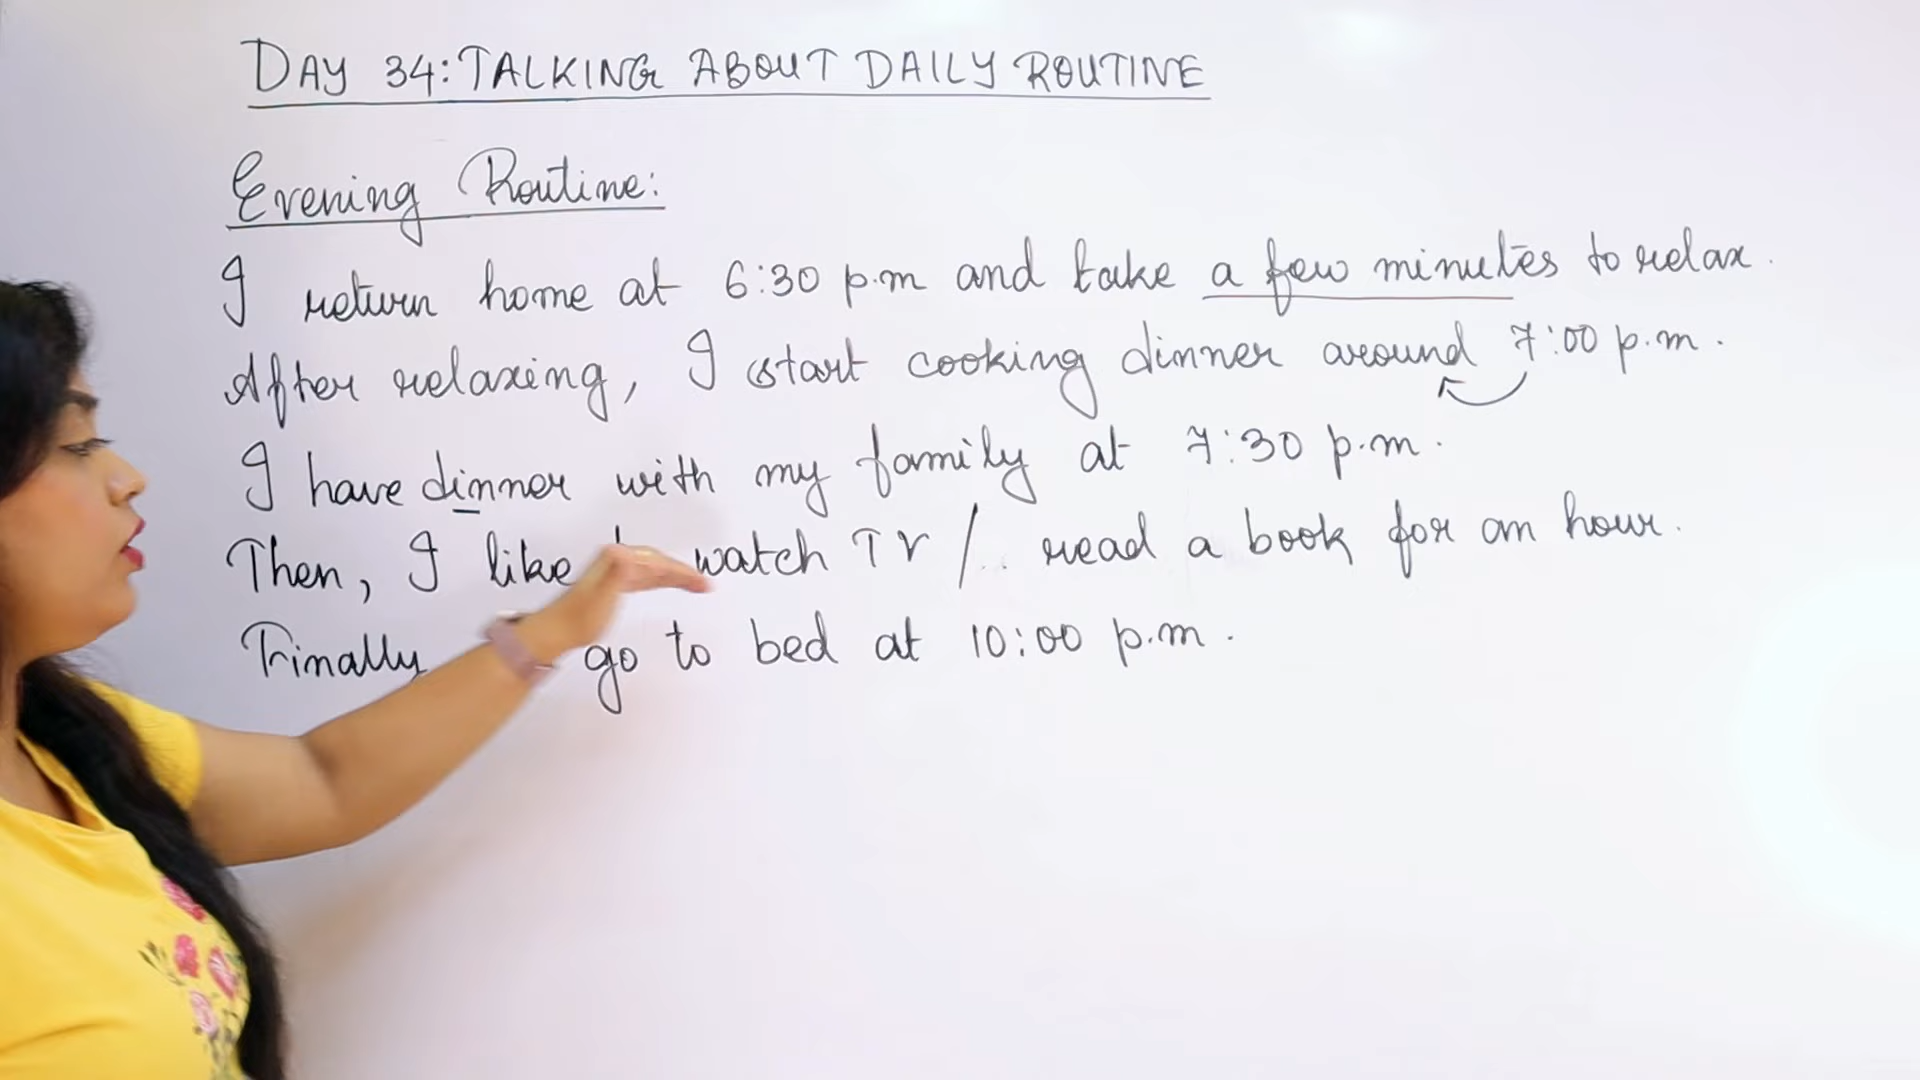 DAY 34: TALKING ABOUT DAILY ROUTINE
Evening Routine:
I return home at 6:30 p.m and take a few minutes to relax.
After relaxing, I start cooking dinner around 7:00 p.m.
I have dinner with my family at 7:30 p.m.
Then, I like watch TV / read a book for an hour.
Finally go to bed at 10:00 p.m.